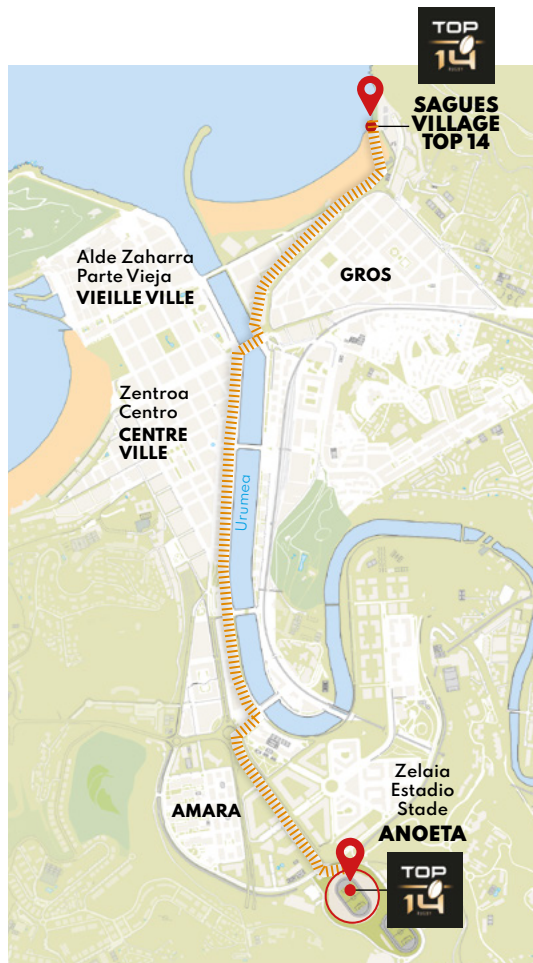 TOP
14
RUGBY
SAGUES
VILLAGE
TOP 14
Alde Zaharra
Parte Vieja
VIEILLE VILLE
GROS
Zentroa
Centro
CENTRE
VILLE
Urumea
Zelaia
Estadio
Stade
ANOETA
AMARA
TOP
14
RUGBY